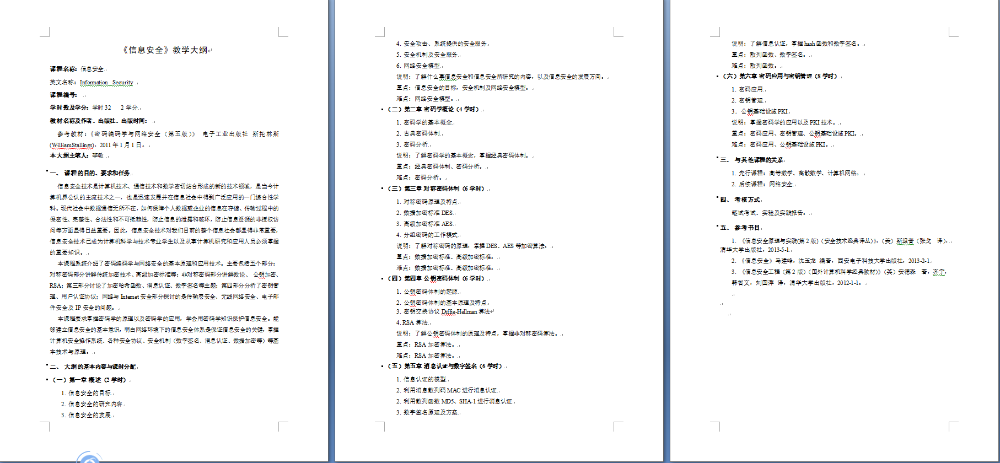 《信息安全》教学大纲
课程名称：信息安全
英文名称：Information Security
课程编号：
学时数及学分：学时 32 2 学分
教材名称及作者、出版社、出版时间：
参考教材：《密码编码学与网络安全（第五版）》 电子工业出版社 斯托林斯
(WilliamStallings)，2011 年 1 月 1 日。
本大纲主笔人：李敏
一、 课程的目的、要求和任务
信息安全技术是计算机技术、通信技术和数学密切结合形成的新的技术领域，是当今计
算机界公认的主流技术之一，也是迅速发展并在信息社会中得到广泛应用的一门综合性学
科。现代社会中数据通信无所不在，如何保障个人数据或企业的信息在存储、传输过程中的
保密性、完整性、合法性和不可抵赖性，防止信息的泄露和破坏，防止信息资源的非授权访
问等方面显得日益重要。因此，信息安全技术对我们目前的整个信息社会都显得非常重要，
信息安全技术已成为计算机科学与技术专业学生以及从事计算机研究和应用人员必须掌握
的重要知识。
本课程系统介绍了密码编码学与网络安全的基本原理和应用技术。主要包括五个部分：
对称密码部分讲解传统加密技术、高级加密标准等；非对称密码部分讲解数论、 公钥加密、
RSA；第三部分讨论了加密哈希函数、消息认证、数字签名等主题；第四部分分析了密钥管
理、用户认证协议；网络与 Internet 安全部分探讨的是传输层安全、无线网络安全、电子邮
件安全及 IP 安全的问题。
本课程要求掌握密码学的原理以及密码学的应用，学会用密码学知识保护信息安全。能
够建立信息安全的基本意识，明白网络环境下的信息安全体系是保证信息安全的关键，掌握
计算机安全操作系统、各种安全协议、安全机制（数字签名、消息认证、数据加密等）等基
本技术与原理。
二、 大纲的基本内容与课时分配
（一）第一章 概述（2 学时）
1. 信息安全的目标
2. 信息安全的研究内容
3. 信息安全的发展
4. 安全攻击、系统提供的安全服务
5. 安全机制及安全服务
6. 网络安全模型
说明：了解什么事信息安全和信息安全所研究的内容，以及信息安全的发展方向。
重点：信息安全的目标，安全机制及网络安全模型。
难点：网络安全模型。
（二）第二章 密码学概论（4 学时）
1. 密码学的基本概念
2. 古典密码体制
3. 密码分析
说明：了解密码学的基本概念，掌握经典密码体制。
重点：经典密码体制、密码分析。
难点：密码分析。
（三）第三章 对称密码体制（6 学时）
1. 对称密码原理及特点
2. 数据加密标准 DES
3. 高级加密标准 AES
4. 分组密码的工作模式
说明：了解对称密码的原理，掌握 DES、AES 等加密算法。
重点：数据加密标准、高级加密标准。
难点：数据加密标准、高级加密标准。
（四）第四章 公钥密码体制（6 学时）
1. 公钥密码体制的起源
2. 公钥密码体制的基本原理及特点
3. 密钥交换协议 Diffie-Hellman 算法
4. RSA 算法
说明：了解公钥密码体制的原理及特点，掌握非对称密码算法。
重点：RSA 加密算法。
难点：RSA 加密算法。
（五）第五章 消息认证与数字签名（6 学时）
1. 信息认证的模型
2. 利用消息散列码 MAC 进行消息认证
2. 利用散列函数 MD5、SHA-1 进行消息认证
3. 数字签名原理及方案
说明：了解信息认证，掌握 hash 函数和数字签名。
重点：散列函数、数字签名。
难点：散列函数。
（六）第六章 密码应用与密钥管理（8 学时）
1. 密码应用
2. 密钥管理
3. 公钥基础设施 PKI
说明：掌握密码学的应用以及 PKI 技术。
重点：密码应用、密钥管理、公钥基础设施 PKI。
难点：密码应用、公钥基础设施 PKI。
三、 与其他课程的关系
1. 先行课程：高等数学、离散数学、计算机网络。
2. 后续课程：网络安全
四、 考核方式
笔试考试、实验及实践报告。
五、 参考书目
1. 《信息安全原理与实践(第 2 版)（安全技术经典译丛）》，（美）斯坦普（张戈 译），
清华大学出版社，2013-5-1
2. 《信息安全》马建峰，沈玉龙 编著，西安电子科技大学出版社，2013-2-1
3. 《信息安全工程（第 2 版）（国外计算机科学经典教材）》（英）安德森 著，齐宁，
韩智文，刘国萍 译，清华大学出版社，2012-1-1。